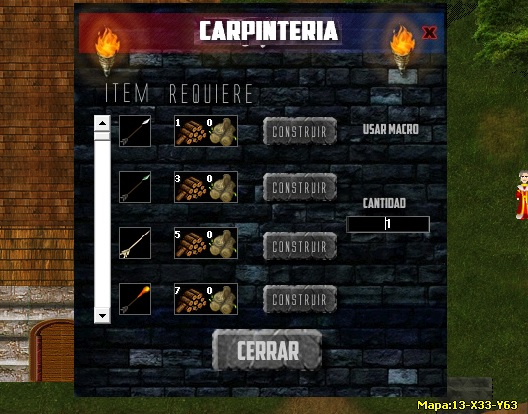 CARPINTERIA
X
ITEM REQUIERE
1 0 CONSTRUIR USAR MACRO
3 0 CONSTRUIR
CANTIDAD
1
5 0 CONSTRUIR
7 0 CONSTRUIR
CERRAR
Mapa:13-X33-Y63